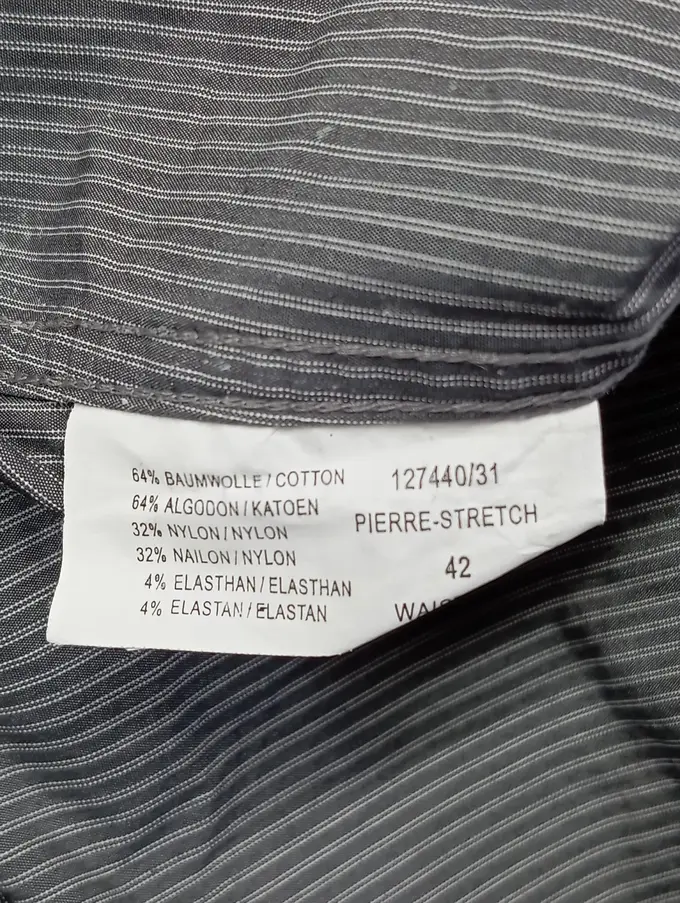 64% BAUMWOLLE / COTTON
64% ALGODON / KATOEN
32% NYLON / NYLON
32% NAILON / NYLON
4% ELASTHAN / ELASTHAN
4% ELASTAN / ELASTAN
127440/31
PIERRE-STRETCH
42